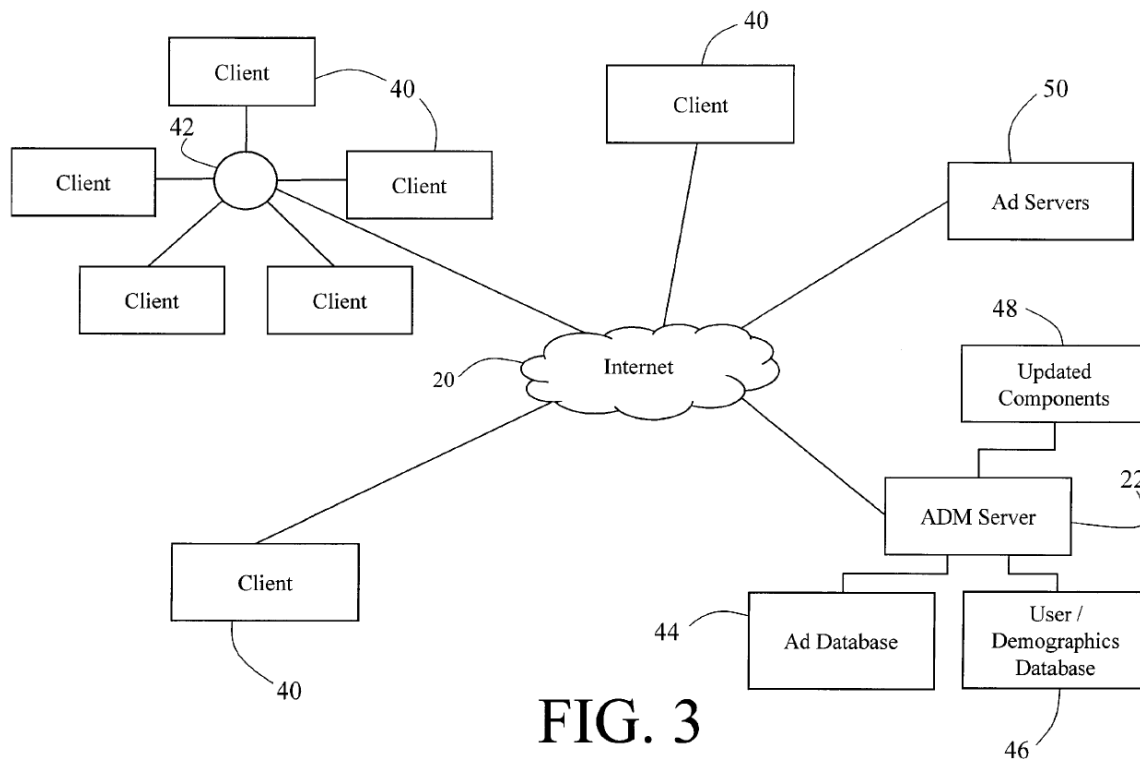 40
Client
40
Client
42
50
Client
Client
Client
Ad Servers
Client
Client
48
Internet
20
Updated
Components
22
ADM Server
Client
44
Ad Database
User /
Demographics
Database
40
FIG. 3
46